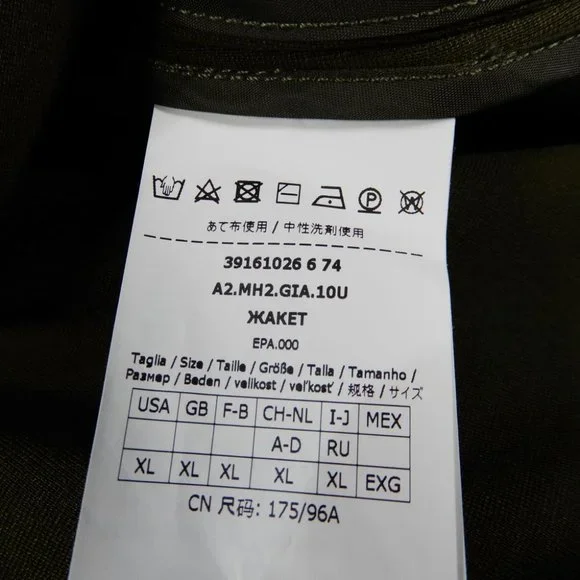 あて布使用 / 中性洗剤使用
39161026 6 74
A2.MH2.GIA.10U
ЖАКЕТ
EPA.000
Taglia / Size / Taille / Größe / Talla / Tamanho /
Размер / Beden / velikost / veľkosť / 规格 / サイズ
USA GB F-B CH-NL I-J MEX
A-D RU
XL XL XL XL XL EXG
CN 尺码: 175/96A